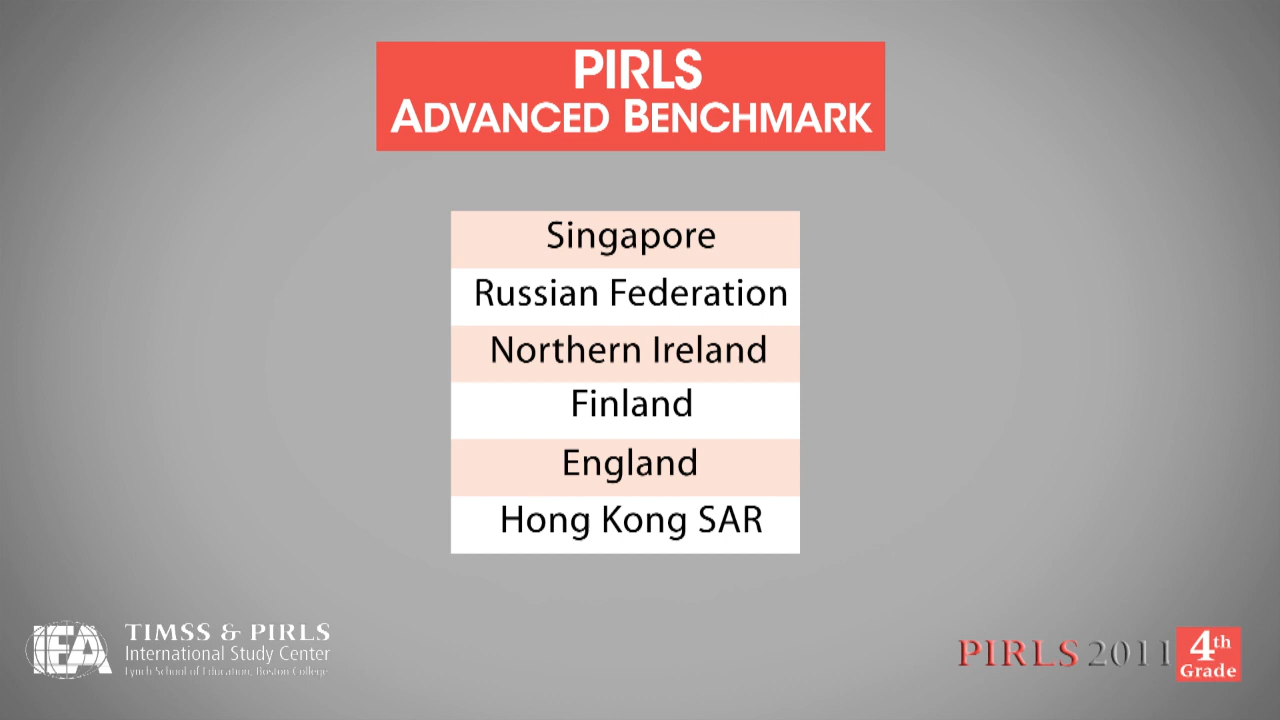 PIRLS
ADVANCED BENCHMARK
Singapore
Russian Federation
Northern Ireland
Finland
England
Hong Kong SAR
IEA
TIMSS & PIRLS
International Study Center
Lynch School of Education, Boston College
PIRLS 2011
4th
Grade